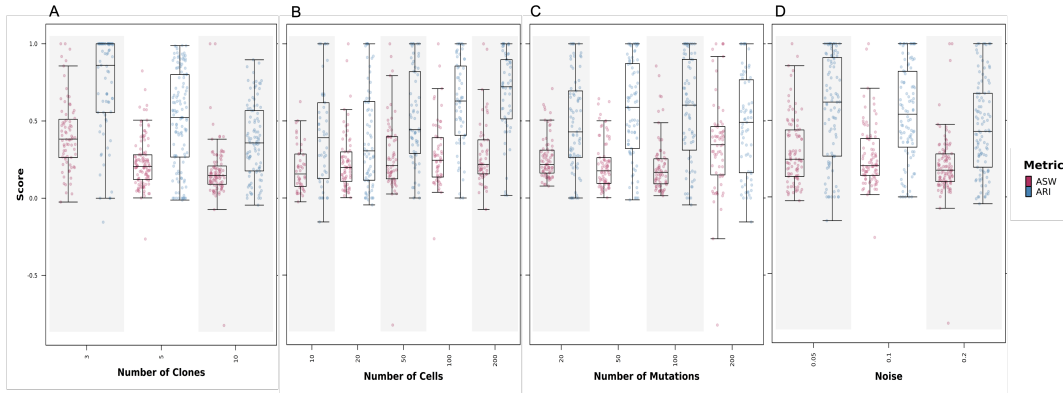 A
B
C
D
Score
1.0
0.5
0.0
-0.5
3
5
10
Number of Clones
10
20
50
100
200
Number of Cells
20
50
100
200
Number of Mutations
0.05
0.1
0.2
Noise
Metric
ASW
ARI